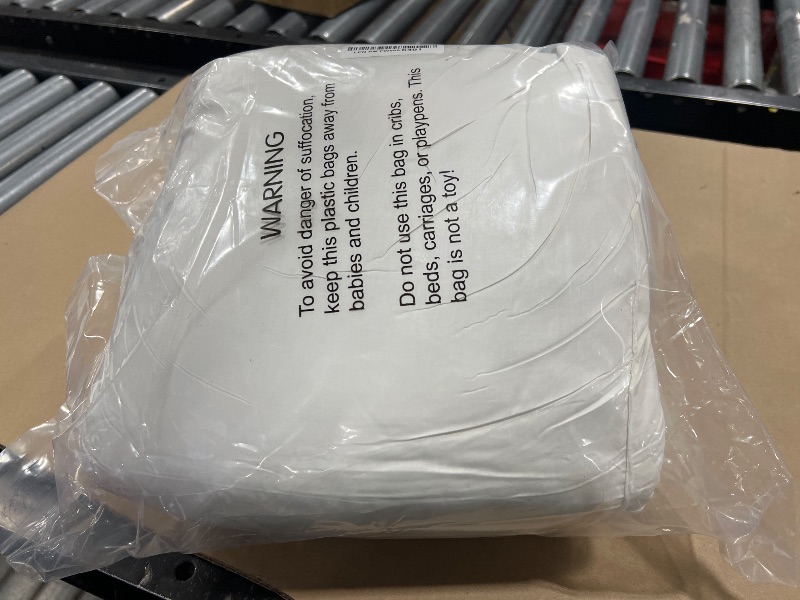 WARNING
To avoid danger of suffocation,
keep this plastic bags away from
babies and children.
Do not use this bag in cribs,
beds, carriages, or playpens. This
bag is not a toy!